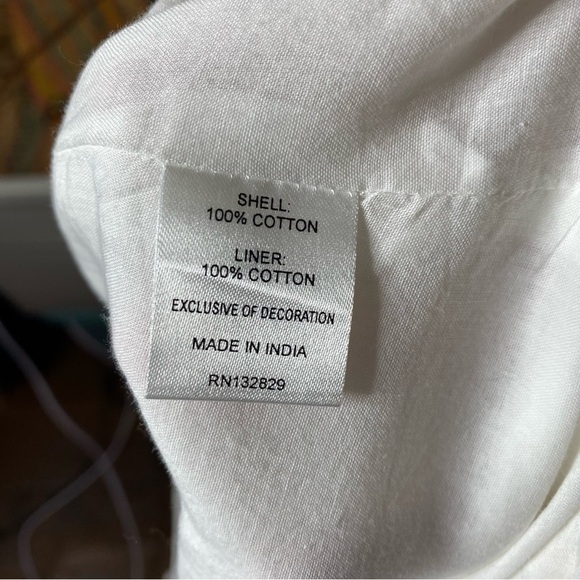 SHELL:
100% COTTON
LINER:
100% COTTON
EXCLUSIVE OF DECORATION
MADE IN INDIA
RN132829